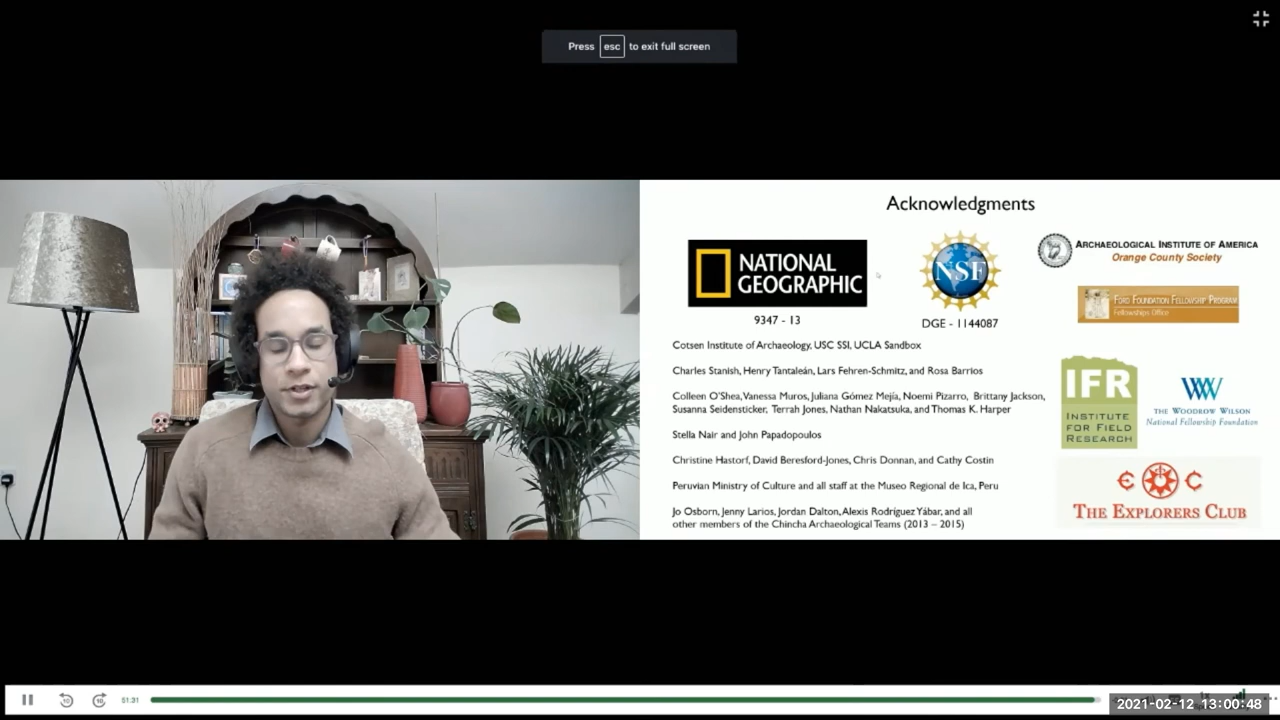 Press esc to exit full screen
Acknowledgments
NATIONAL
GEOGRAPHIC
9347 - 13
NSF
DGE - 1144087
ARCHAEOLOGICAL INSTITUTE OF AMERICA
Orange County Society
FORD FOUNDATION FELLOWSHIP PROGRAM
Fellowships Office
Cotsen Institute of Archaeology, USC SSI, UCLA Sandbox
Charles Stanish, Henry Tantaleán, Lars Fehren-Schmitz, and Rosa Barrios
Colleen O'Shea, Vanessa Muros, Juliana Gómez Mejía, Noemi Pizarro, Brittany Jackson,
Susanna Seidensticker, Terrah Jones, Nathan Nakatsuka, and Thomas K. Harper
Stella Nair and John Papadopoulos
Christine Hastorf, David Beresford-Jones, Chris Donnan, and Cathy Costin
Peruvian Ministry of Culture and all staff at the Museo Regional de Ica, Peru
Jo Osborn, Jenny Larios, Jordan Dalton, Alexis Rodríguez Yábar, and all
other members of the Chincha Archaeological Teams (2013 – 2015)
IFR
INSTITUTE
FOR FIELD
RESEARCH
THE WOODROW WILSON
National Fellowship Foundation
E C
THE EXPLORERS CLUB
10
10
51:31
2021-02-12 13:00:48